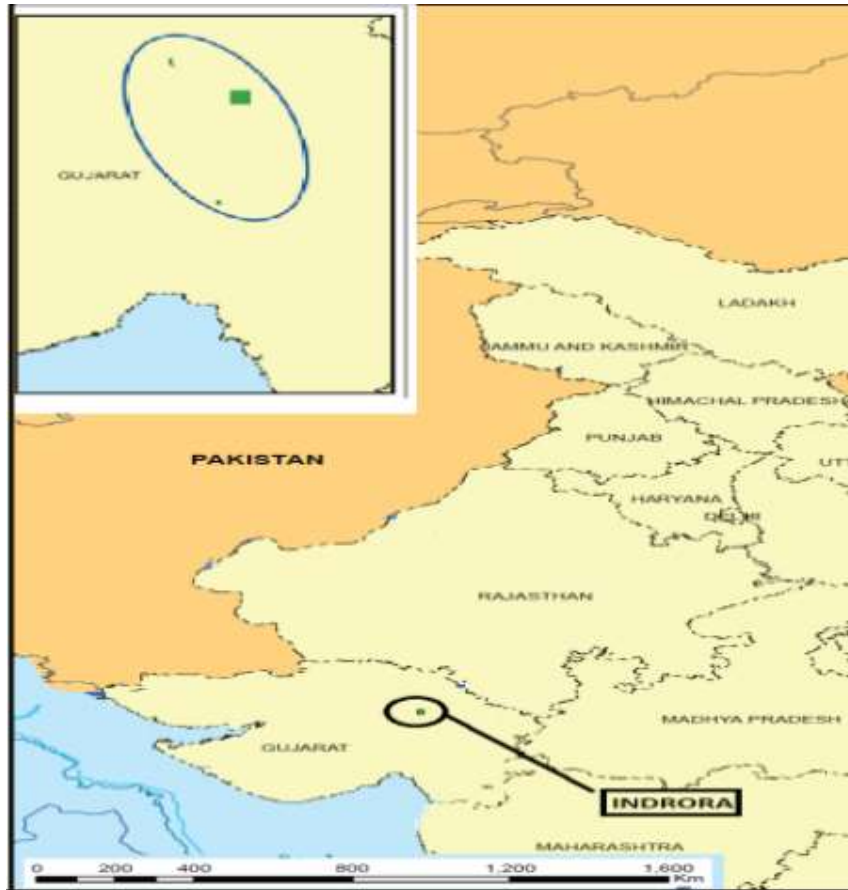 GUJARAT
LADAKH
JAMMU AND KASHMIR
HIMACHAL PRADESH
PUNJAB
PAKISTAN
UTT
HARYANA
DELHI
RAJASTHAN
MADHYA PRADESH
GUJARAT
INDRORA
MAHARASHTRA
0 200 400 800 1,200 1,600
Km